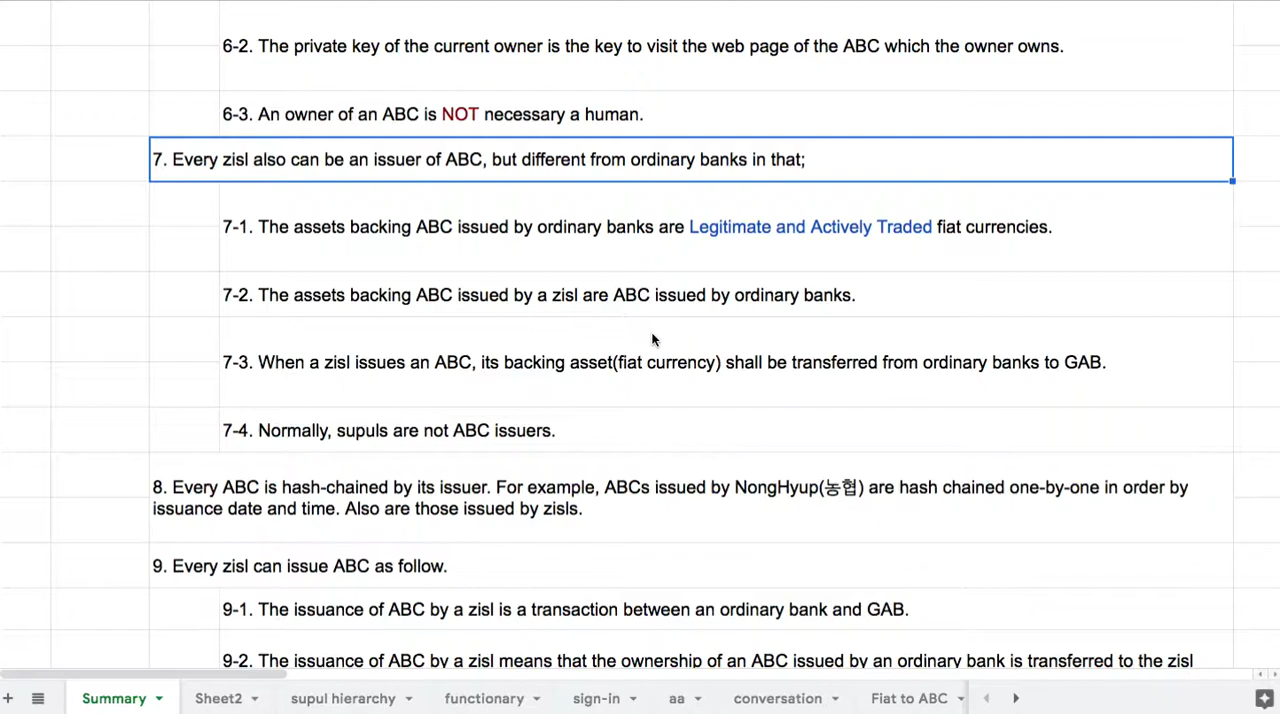 6-2. The private key of the current owner is the key to visit the web page of the ABC which the owner owns.
6-3. An owner of an ABC is NOT necessary a human.
7. Every zisl also can be an issuer of ABC, but different from ordinary banks in that;
7-1. The assets backing ABC issued by ordinary banks are Legitimate and Actively Traded fiat currencies.
7-2. The assets backing ABC issued by a zisl are ABC issued by ordinary banks.
7-3. When a zisl issues an ABC, its backing asset(fiat currency) shall be transferred from ordinary banks to GAB.
7-4. Normally, supuls are not ABC issuers.
8. Every ABC is hash-chained by its issuer. For example, ABCs issued by NongHyup(농협) are hash chained one-by-one in order by
issuance date and time. Also are those issued by zisls.
9. Every zisl can issue ABC as follow.
9-1. The issuance of ABC by a zisl is a transaction between an ordinary bank and GAB.
9-2. The issuance of ABC by a zisl means that the ownership of an ABC issued by an ordinary bank is transferred to the zisl
Summary Sheet2 supul hierarchy functionary sign-in aa conversation Fiat to ABC